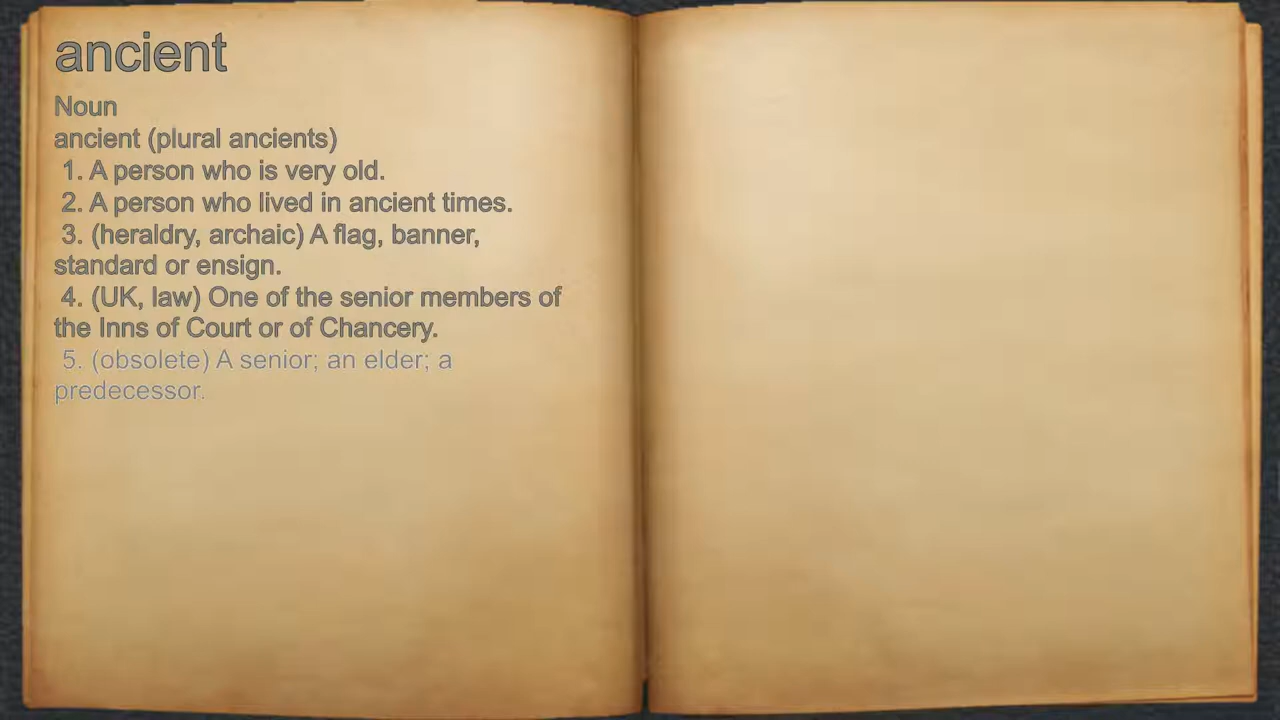 ancient
Noun
ancient (plural ancients)
1. A person who is very old.
2. A person who lived in ancient times.
3. (heraldry, archaic) A flag, banner,
standard or ensign.
4. (UK, law) One of the senior members of
the Inns of Court or of Chancery.
5. (obsolete) A senior; an elder; a
predecessor.